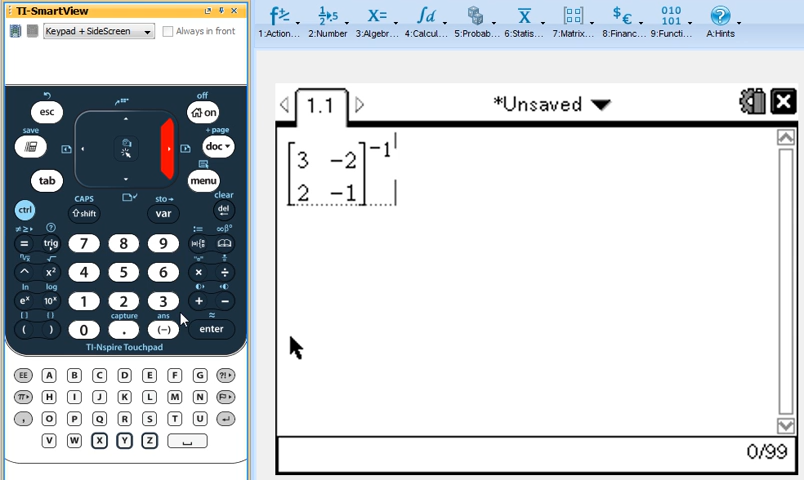 TI-SmartView
Keypad + SideScreen
Always in front
1:Action... 2:Number 3:Algebr... 4:Calcul... 5:Probab... 6:Statis... 7:Matrix... 8:Financ... 9:Functi... A:Hints
1.1 *Unsaved
[3 -2
2 -1]⁻¹
0/99
off
esc on
save + page
doc
tab menu
CAPS sto→ clear
ctrl shift var del
= trig 7 8 9
^ x² 4 5 6 × ÷
ln log
eˣ 10ˣ 1 2 3 + −
[ ] { } capture ans ≈
( ) 0 . (−) enter
TI-Nspire Touchpad
EE A B C D E F G ?!
π H I J K L M N
, O P Q R S T U
V W X Y Z